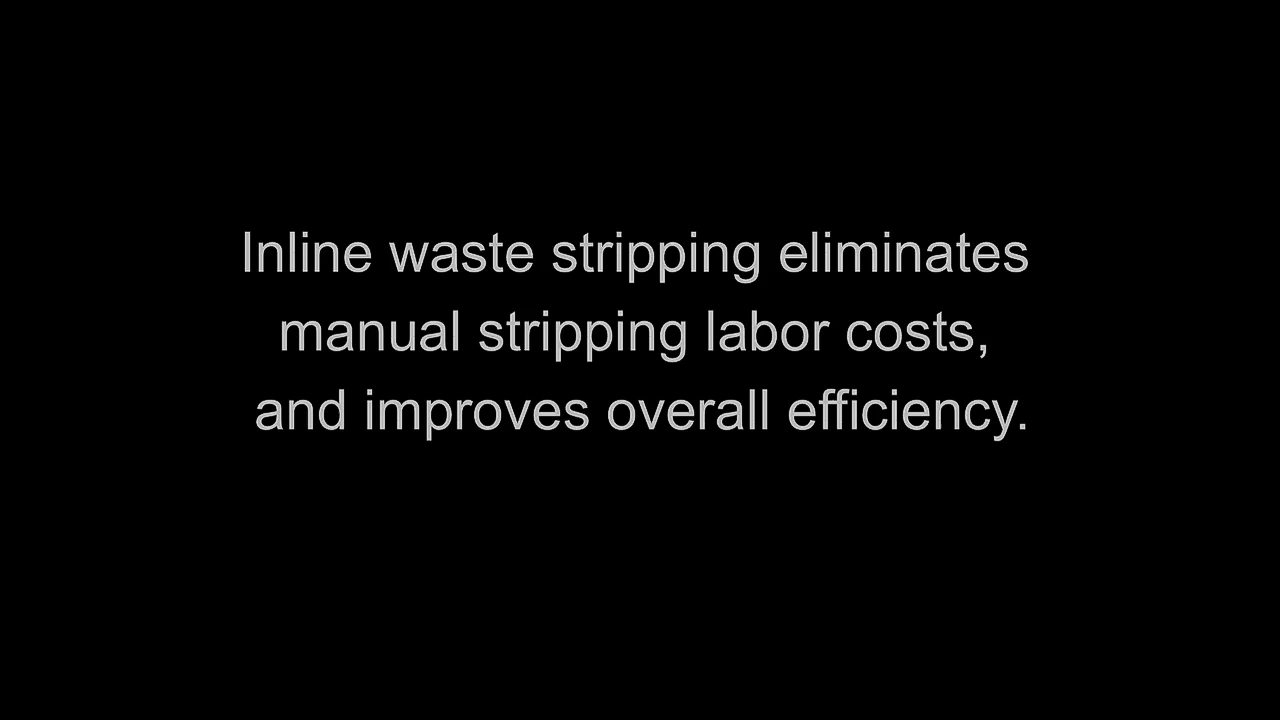 Inline waste stripping eliminates
manual stripping labor costs,
and improves overall efficiency.